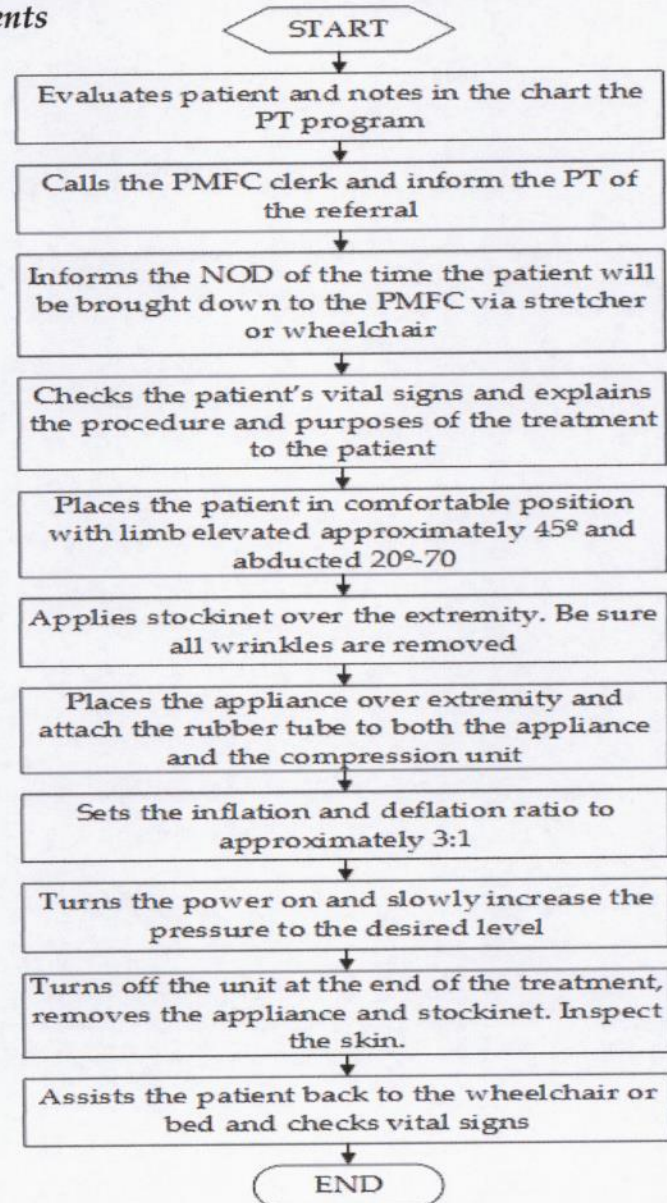 START
Evaluates patient and notes in the chart the
PT program
Calls the PMFC clerk and inform the PT of
the referral
Informs the NOD of the time the patient will
be brought down to the PMFC via stretcher
or wheelchair
Checks the patient's vital signs and explains
the procedure and purposes of the treatment
to the patient
Places the patient in comfortable position
with limb elevated approximately 45º and
abducted 20º-70
Applies stockinet over the extremity. Be sure
all wrinkles are removed
Places the appliance over extremity and
attach the rubber tube to both the appliance
and the compression unit
Sets the inflation and deflation ratio to
approximately 3:1
Turns the power on and slowly increase the
pressure to the desired level
Turns off the unit at the end of the treatment,
removes the appliance and stockinet. Inspect
the skin.
Assists the patient back to the wheelchair or
bed and checks vital signs
END